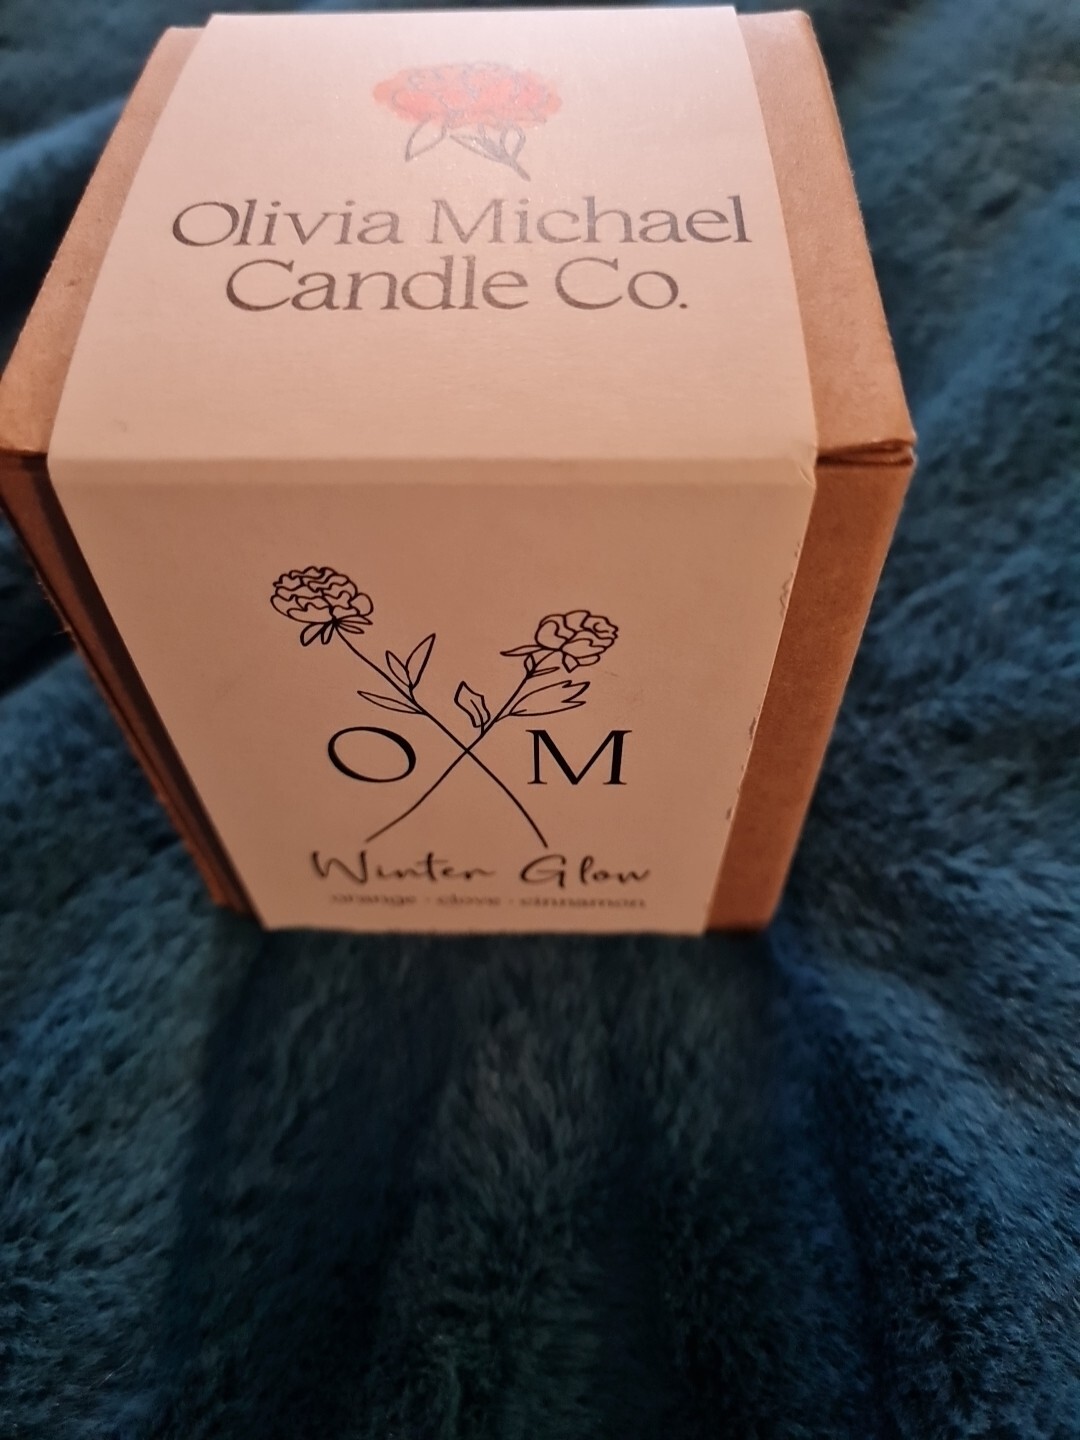 Olivia Michael
Candle Co.
O M
Winter Glow
orange · clove · cinnamon